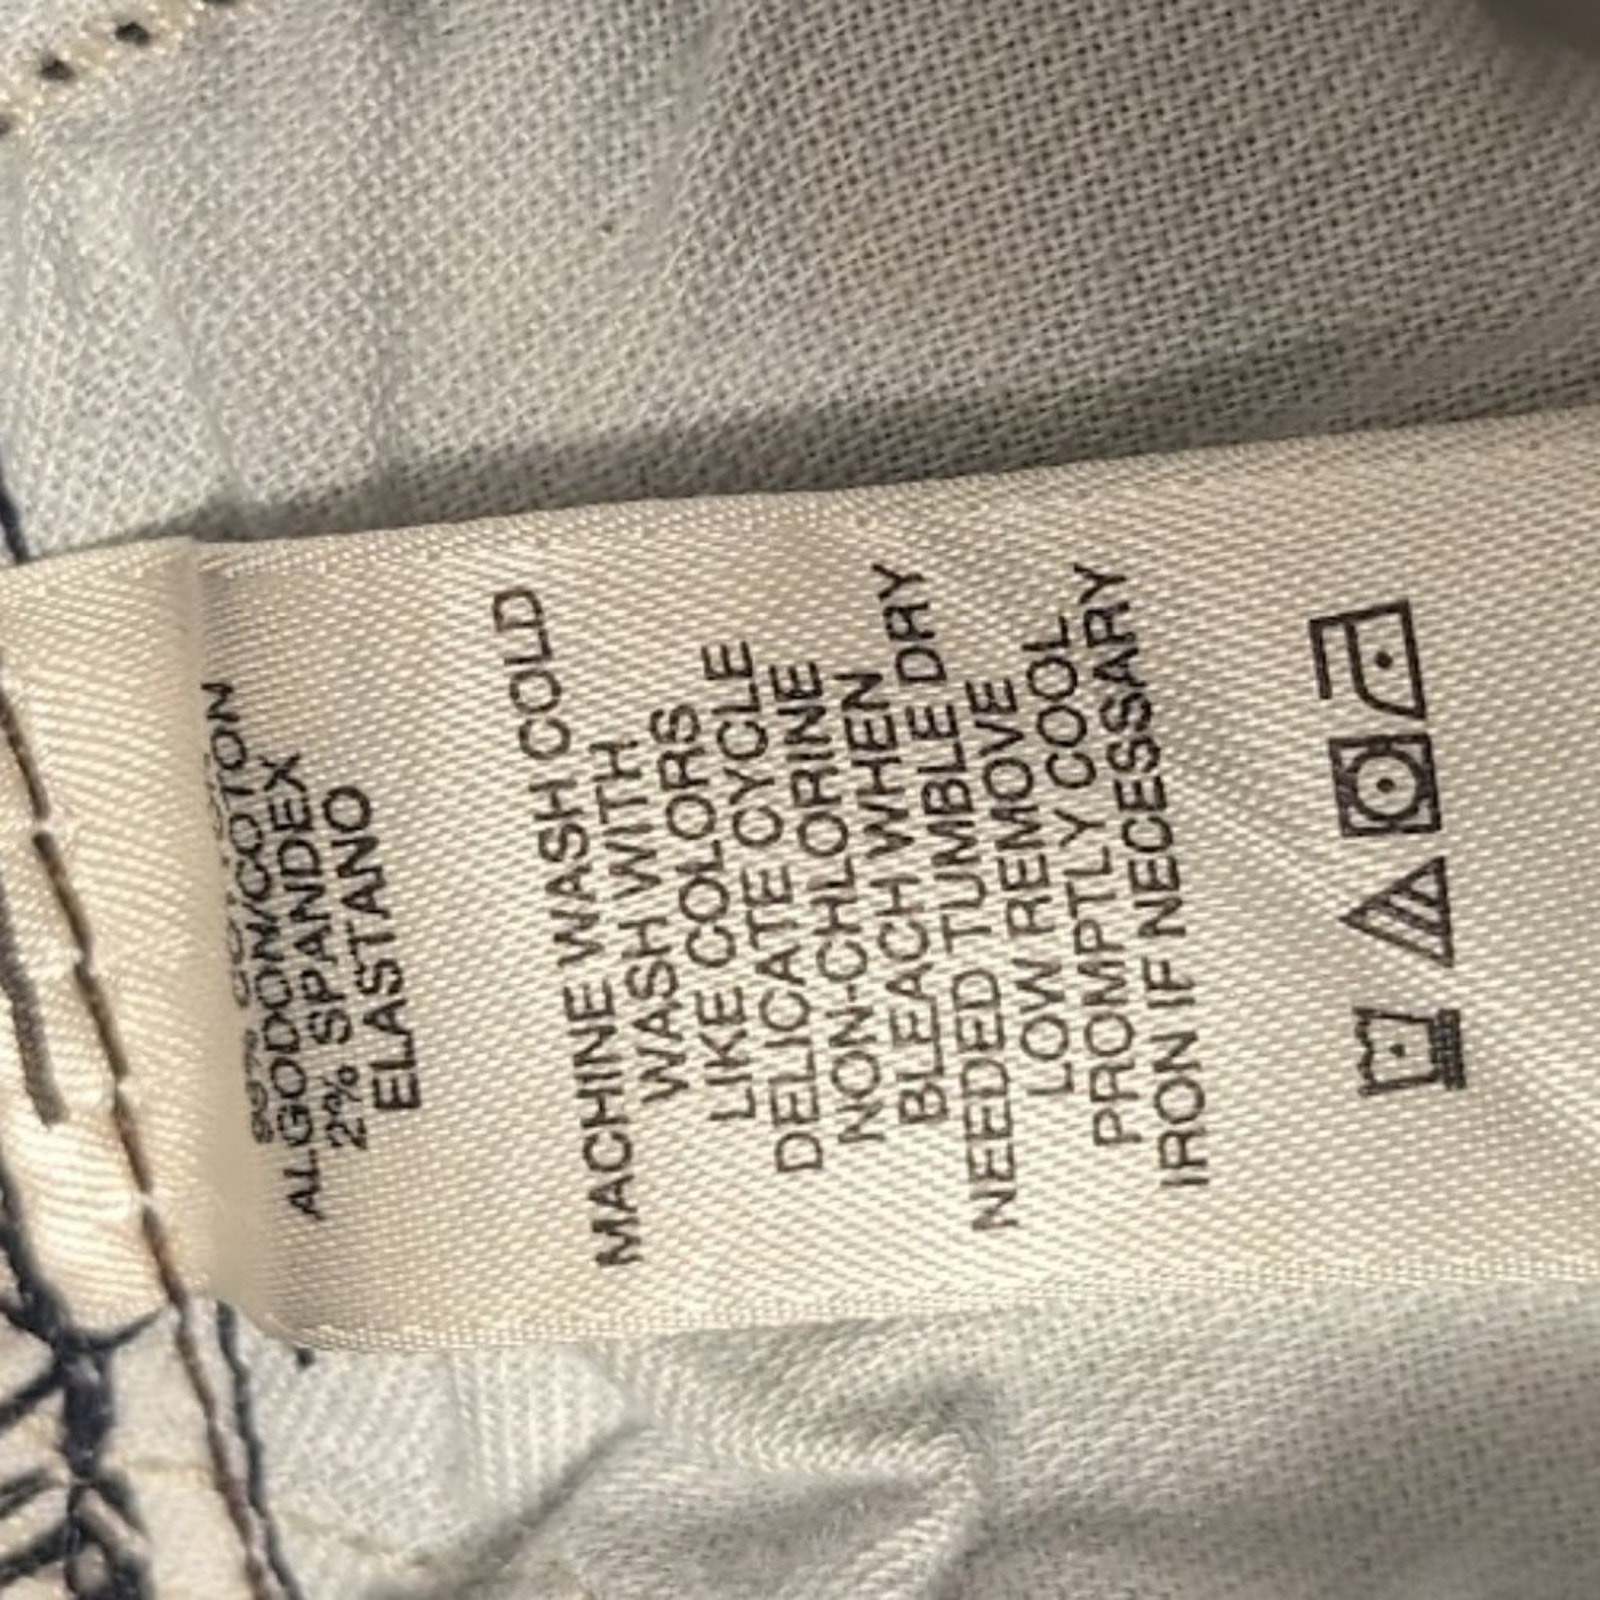 ALGODON/COTON
2% SPANDEX
ELASTANO
MACHINE WASH COLD
WASH WITH
LIKE COLORS
DELICATE CYCLE
NON-CHLORINE
BLEACH WHEN
NEEDED TUMBLE DRY
LOW REMOVE
PROMPTLY COOL
IRON IF NECESSARY